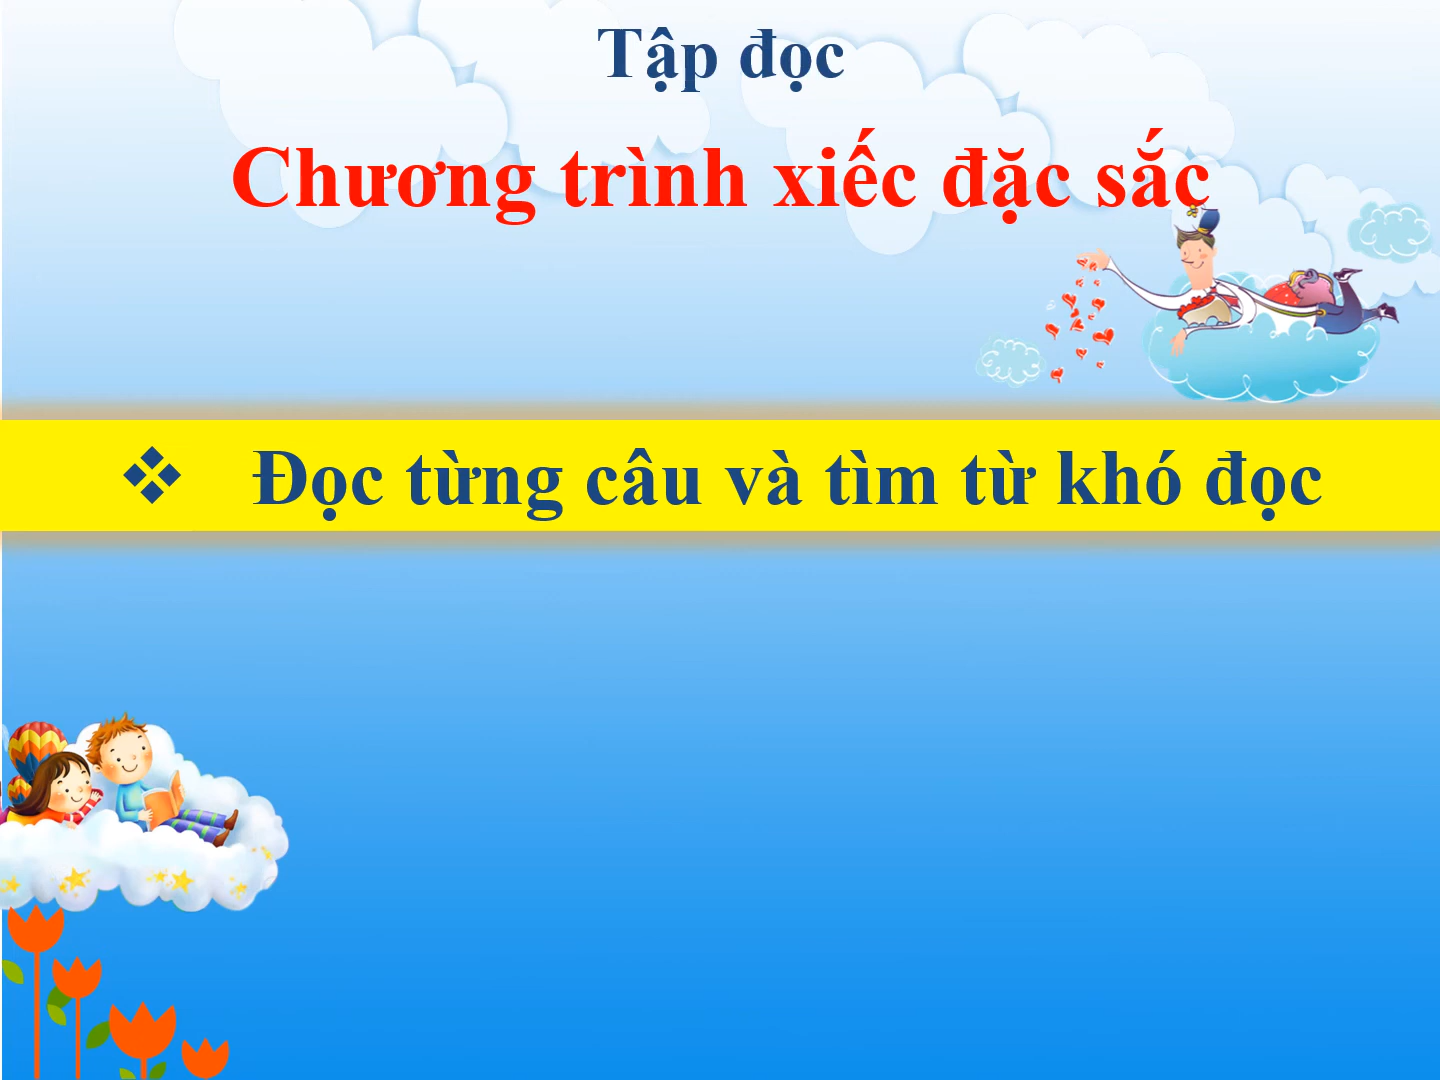 Tập đọc
Chương trình xiếc đặc sắc
❖ Đọc từng câu và tìm từ khó đọc